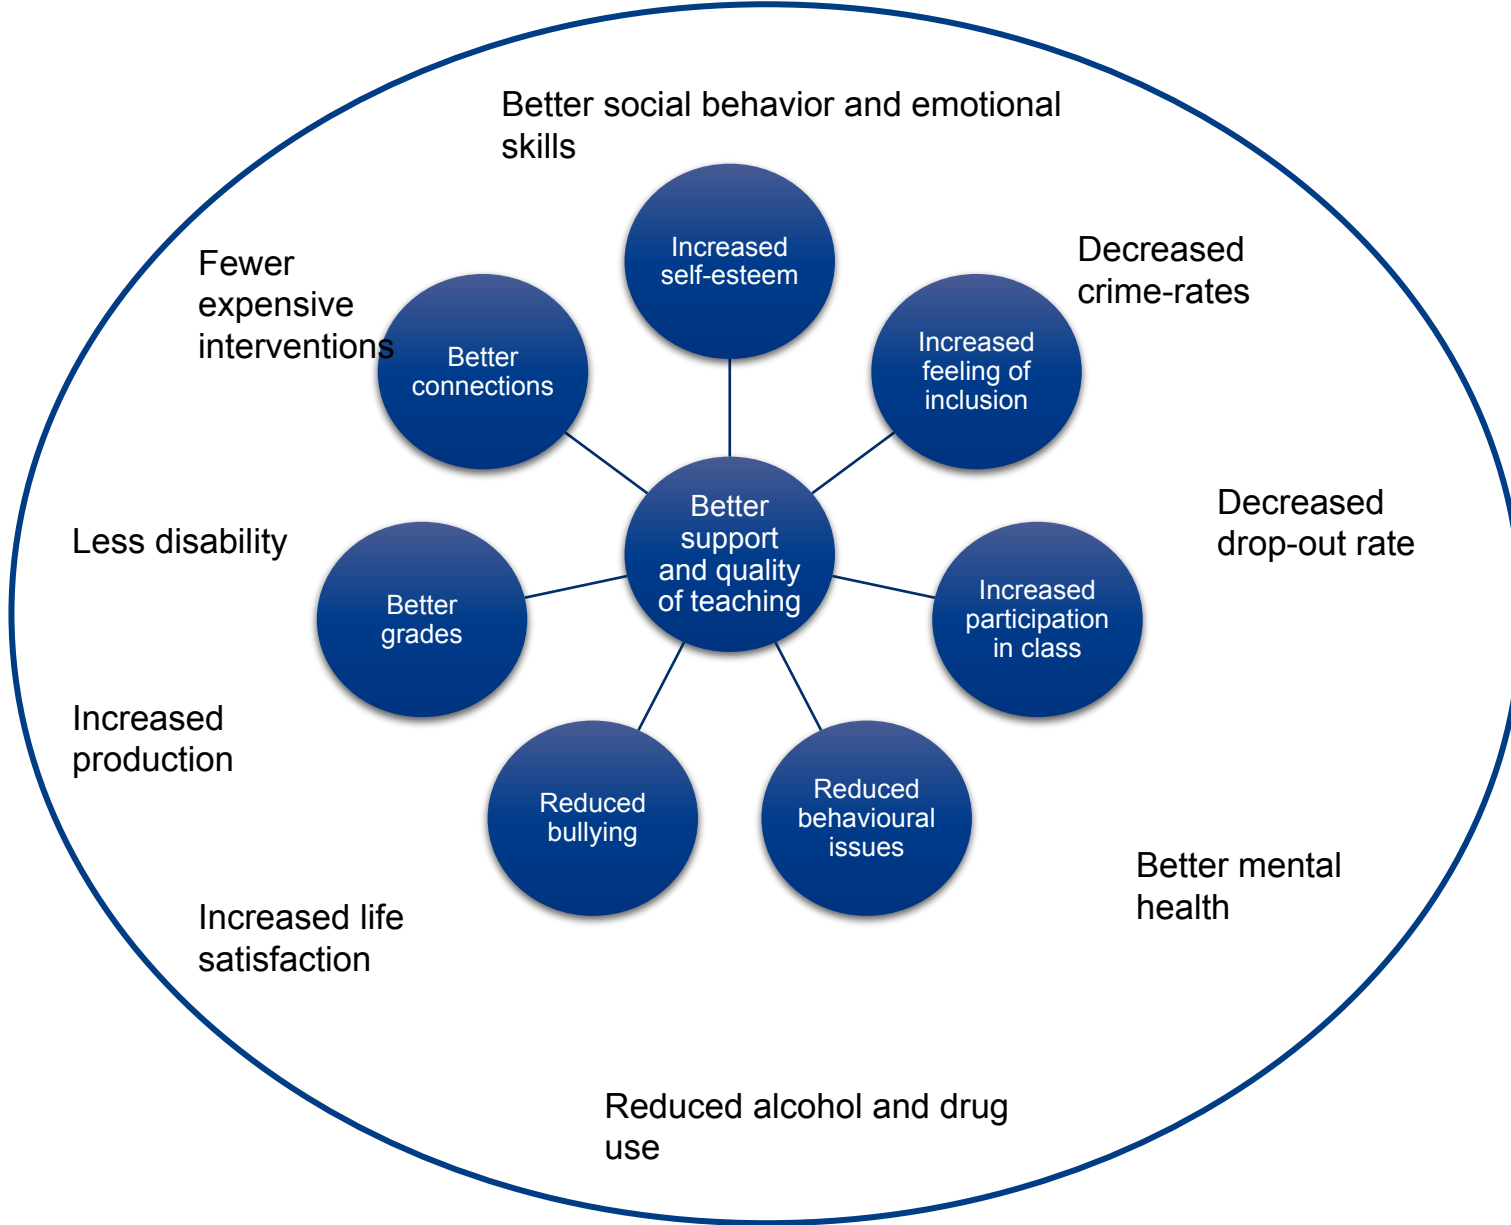 Better social behavior and emotional
skills
Increased
self-esteem
Decreased
crime-rates
Fewer
expensive
interventions
Better
connections
Increased
feeling of
inclusion
Better
support
and quality
of teaching
Decreased
drop-out rate
Less disability
Better
grades
Increased
participation
in class
Increased
production
Reduced
bullying
Reduced
behavioural
issues
Better mental
health
Increased life
satisfaction
Reduced alcohol and drug
use